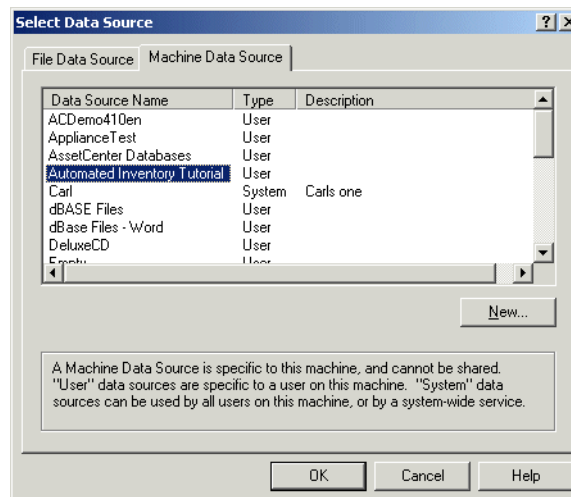 Select Data Source
File Data Source Machine Data Source
Data Source Name Type Description
ACDemo410en User
ApplianceTest User
AssetCenter Databases User
Automated Inventory Tutorial User
Carl System Carls one
dBASE Files User
dBase Files - Word User
DeluxeCD User
Empty User
New...
A Machine Data Source is specific to this machine, and cannot be shared.
"User" data sources are specific to a user on this machine. "System" data
sources can be used by all users on this machine, or by a system-wide service.
OK Cancel Help